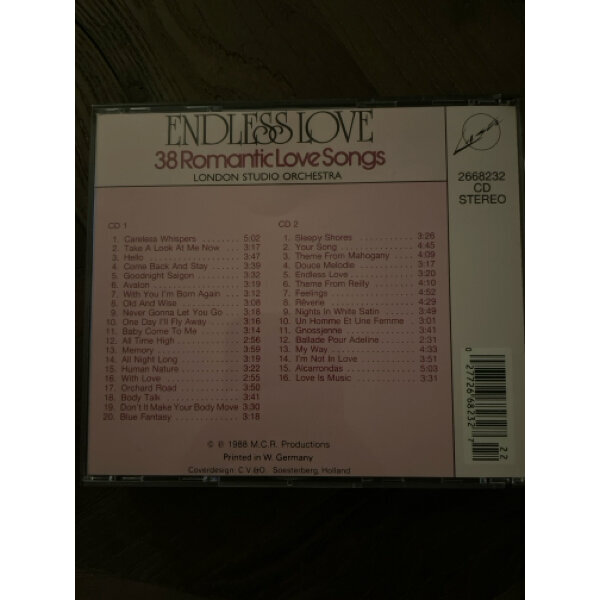 ENDLESS LOVE
38 Romantic Love Songs
LONDON STUDIO ORCHESTRA
2668232
CD
STEREO
CD 1
1. Careless Whispers ......... 5:02
2. Take A Look At Me Now ......... 3:17
3. Hello ......... 3:47
4. Come Back And Stay ......... 3:39
5. Goodnight Saigon ......... 3:32
6. Avalon ......... 3:19
7. With You I'm Born Again ......... 3:12
8. Old And Wise ......... 3:08
9. Never Gonna Let You Go ......... 3:18
10. One Day I'll Fly Away ......... 3:16
11. Baby Come To Me ......... 3:14
12. All Time High ......... 2:56
13. Memory ......... 3:59
14. All Night Long ......... 3:19
15. Human Nature ......... 3:22
16. With Love ......... 2:55
17. Orchard Road ......... 3:50
18. Body Talk ......... 3:41
19. Don't It Make Your Body Move 3:30
20. Blue Fantasy ......... 3:18
CD 2
1. Sleepy Shores ......... 3:26
2. Your Song ......... 4:45
3. Theme From Mahogany ......... 4:09
4. Douce Melodie ......... 3:17
5. Endless Love ......... 3:20
6. Theme From Reilly ......... 4:10
7. Feelings ......... 4:52
8. Rêverie ......... 4:29
9. Nights In White Satin ......... 3:49
10. Un Homme Et Une Femme ......... 3:01
11. Gnossjenne ......... 3:41
12. Ballade Pour Adeline ......... 2:31
13. My Way ......... 4:33
14. I'm Not In Love ......... 3:51
15. Alcarrondas ......... 5:03
16. Love Is Music ......... 3:31
© ℗ 1988 M.C.R. Productions
Printed in W. Germany
Coverdesign: C.V.&O. Soesterberg, Holland
0 27726 68232 7
22